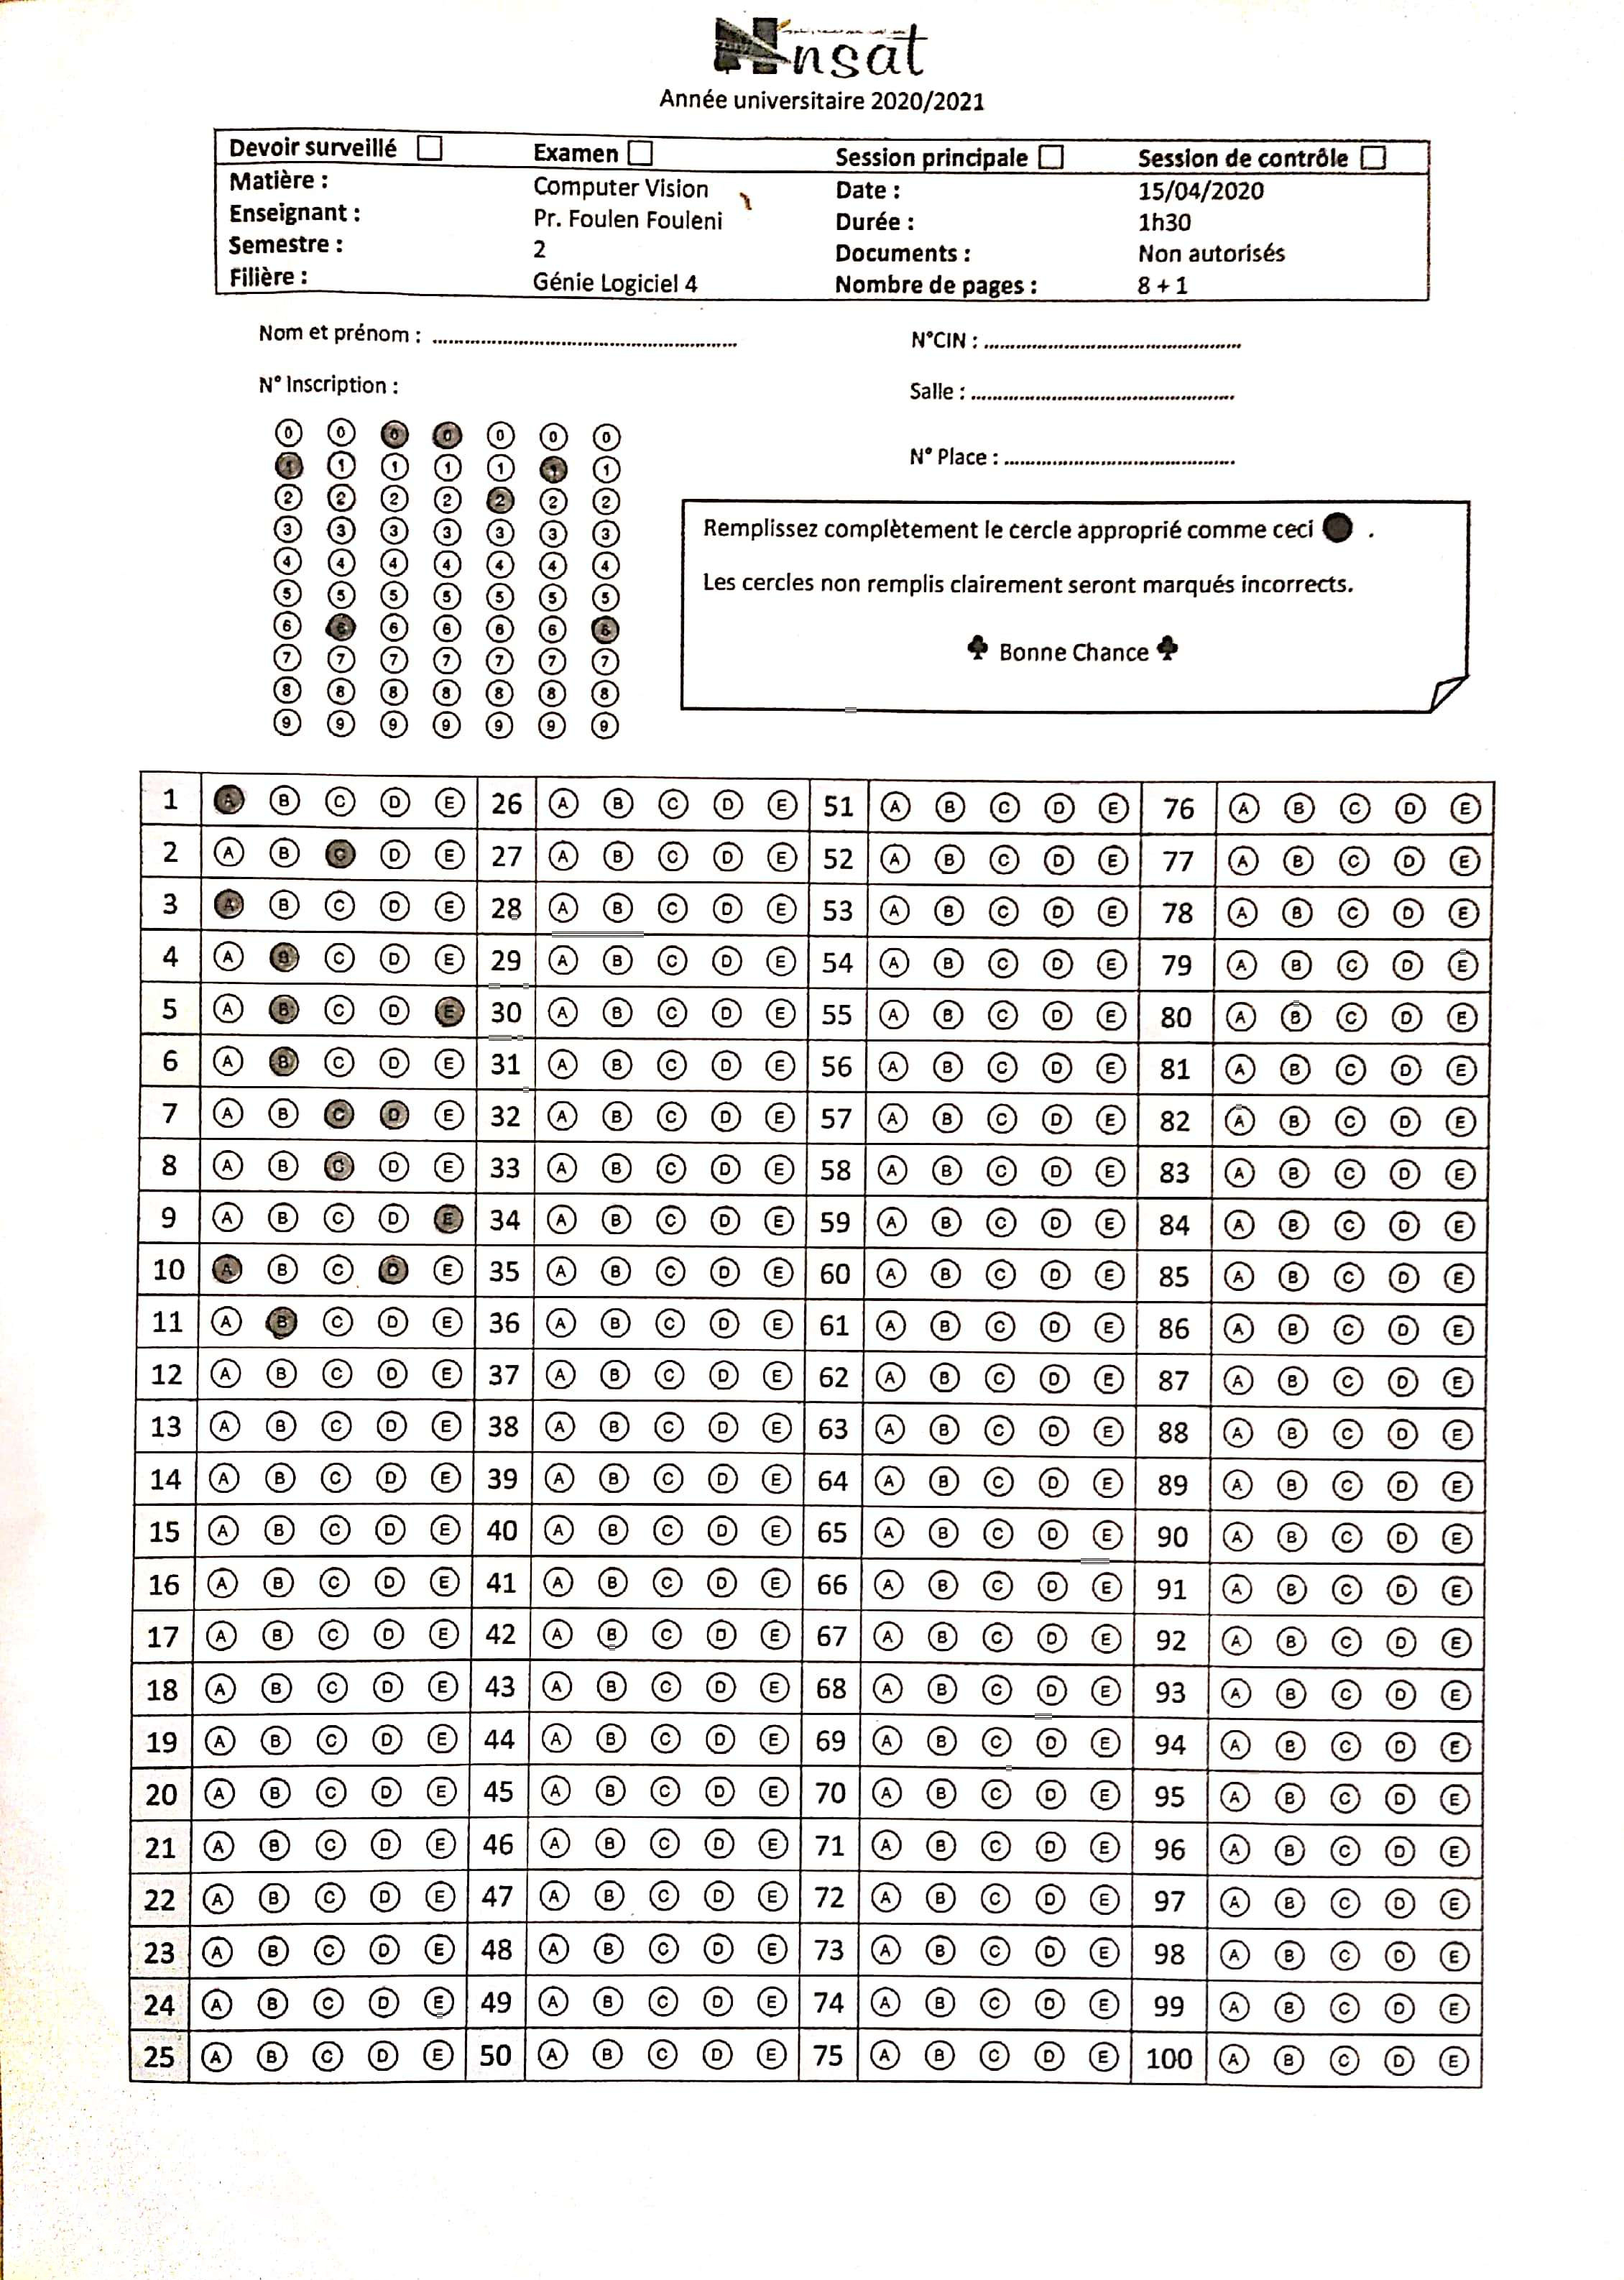 nsat
Année universitaire 2020/2021
Devoir surveillé Examen Session principale Session de contrôle
Matière : Computer Vision Date : 15/04/2020
Enseignant : Pr. Foulen Fouleni Durée : 1h30
Semestre : 2 Documents : Non autorisés
Filière : Génie Logiciel 4 Nombre de pages : 8 + 1
Nom et prénom : N°CIN :
N° Inscription : Salle :
N° Place :
0 0 0 0 0 0 0
1 1 1 1 1 1 1
2 2 2 2 2 2 2
3 3 3 3 3 3 3
4 4 4 4 4 4 4
5 5 5 5 5 5 5
6 6 6 6 6 6 6
7 7 7 7 7 7 7
8 8 8 8 8 8 8
9 9 9 9 9 9 9
Remplissez complètement le cercle approprié comme ceci .
Les cercles non remplis clairement seront marqués incorrects.
♣ Bonne Chance ♣
1 A B C D E 26 A B C D E 51 A B C D E 76 A B C D E
2 A B C D E 27 A B C D E 52 A B C D E 77 A B C D E
3 A B C D E 28 A B C D E 53 A B C D E 78 A B C D E
4 A B C D E 29 A B C D E 54 A B C D E 79 A B C D E
5 A B C D E 30 A B C D E 55 A B C D E 80 A B C D E
6 A B C D E 31 A B C D E 56 A B C D E 81 A B C D E
7 A B C D E 32 A B C D E 57 A B C D E 82 A B C D E
8 A B C D E 33 A B C D E 58 A B C D E 83 A B C D E
9 A B C D E 34 A B C D E 59 A B C D E 84 A B C D E
10 A B C D E 35 A B C D E 60 A B C D E 85 A B C D E
11 A B C D E 36 A B C D E 61 A B C D E 86 A B C D E
12 A B C D E 37 A B C D E 62 A B C D E 87 A B C D E
13 A B C D E 38 A B C D E 63 A B C D E 88 A B C D E
14 A B C D E 39 A B C D E 64 A B C D E 89 A B C D E
15 A B C D E 40 A B C D E 65 A B C D E 90 A B C D E
16 A B C D E 41 A B C D E 66 A B C D E 91 A B C D E
17 A B C D E 42 A B C D E 67 A B C D E 92 A B C D E
18 A B C D E 43 A B C D E 68 A B C D E 93 A B C D E
19 A B C D E 44 A B C D E 69 A B C D E 94 A B C D E
20 A B C D E 45 A B C D E 70 A B C D E 95 A B C D E
21 A B C D E 46 A B C D E 71 A B C D E 96 A B C D E
22 A B C D E 47 A B C D E 72 A B C D E 97 A B C D E
23 A B C D E 48 A B C D E 73 A B C D E 98 A B C D E
24 A B C D E 49 A B C D E 74 A B C D E 99 A B C D E
25 A B C D E 50 A B C D E 75 A B C D E 100 A B C D E